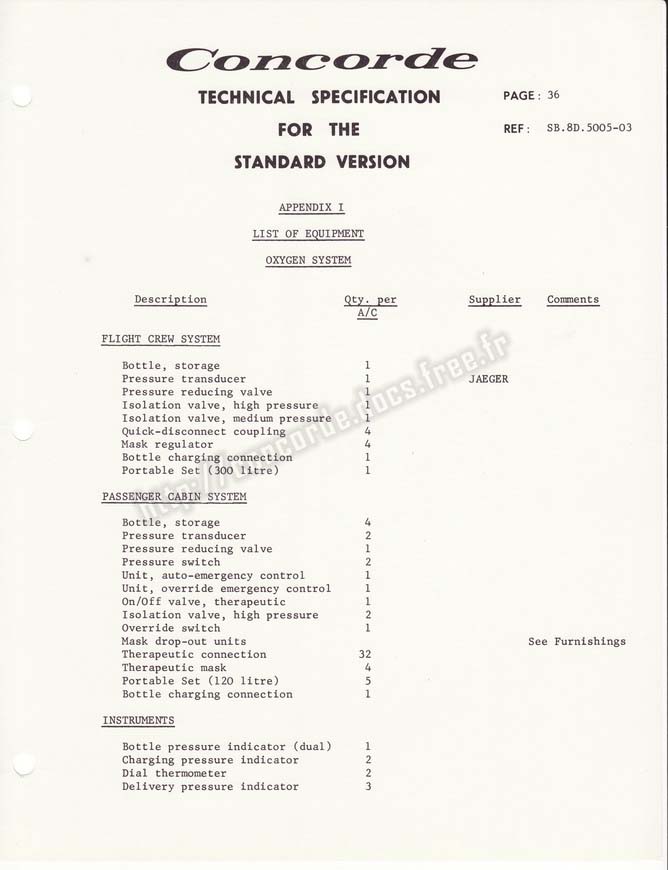 Concorde
TECHNICAL SPECIFICATION PAGE: 36
FOR THE REF: SB.8D.5005-03
STANDARD VERSION
APPENDIX I
LIST OF EQUIPMENT
OXYGEN SYSTEM
Description Qty. per Supplier Comments
A/C
FLIGHT CREW SYSTEM
Bottle, storage 1
Pressure transducer 1 JAEGER
Pressure reducing valve 1
Isolation valve, high pressure 1
Isolation valve, medium pressure 1
Quick-disconnect coupling 4
Mask regulator 4
Bottle charging connection 1
Portable Set (300 litre) 1
PASSENGER CABIN SYSTEM
Bottle, storage 4
Pressure transducer 2
Pressure reducing valve 1
Pressure switch 2
Unit, auto-emergency control 1
Unit, override emergency control 1
On/Off valve, therapeutic 1
Isolation valve, high pressure 2
Override switch 1
Mask drop-out units See Furnishings
Therapeutic connection 32
Therapeutic mask 4
Portable Set (120 litre) 5
Bottle charging connection 1
INSTRUMENTS
Bottle pressure indicator (dual) 1
Charging pressure indicator 2
Dial thermometer 2
Delivery pressure indicator 3
http://concorde.docs.free.fr